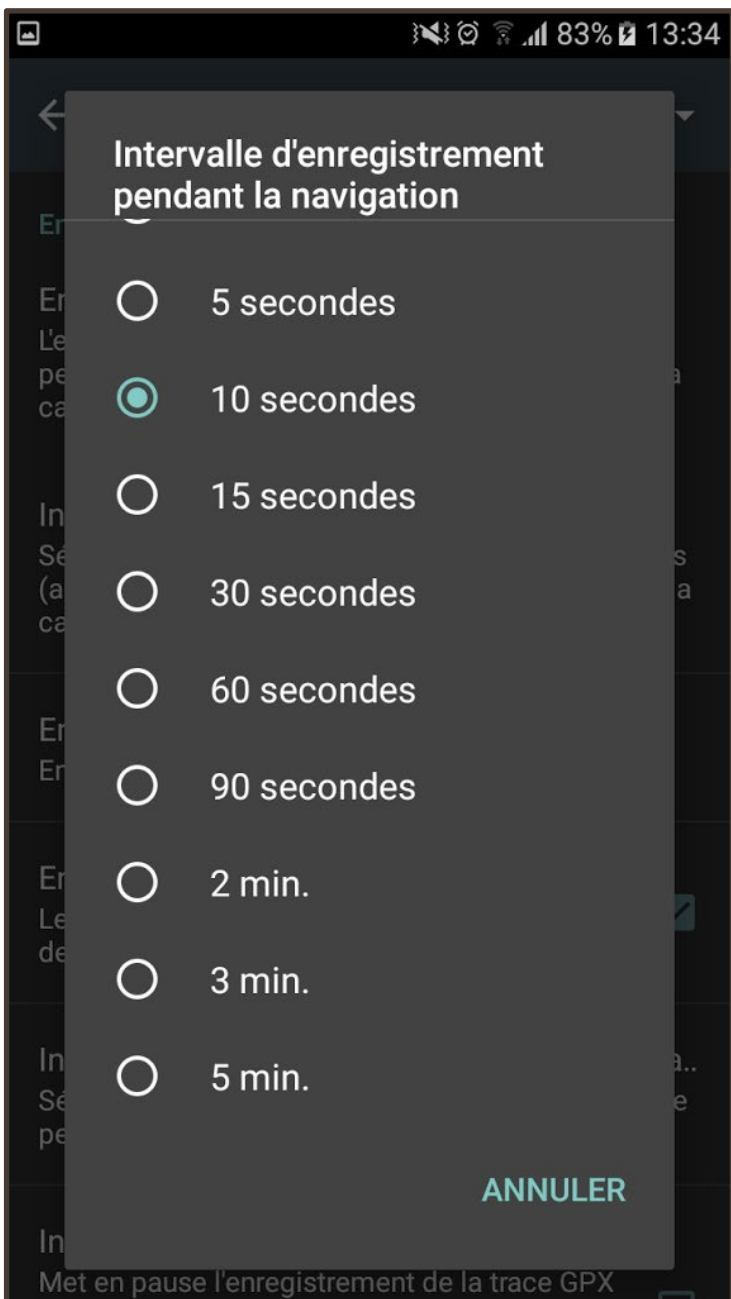 83% 13:34
Intervalle d'enregistrement
pendant la navigation
5 secondes
10 secondes
15 secondes
30 secondes
60 secondes
90 secondes
2 min.
3 min.
5 min.
ANNULER
Met en pause l'enregistrement de la trace GPX